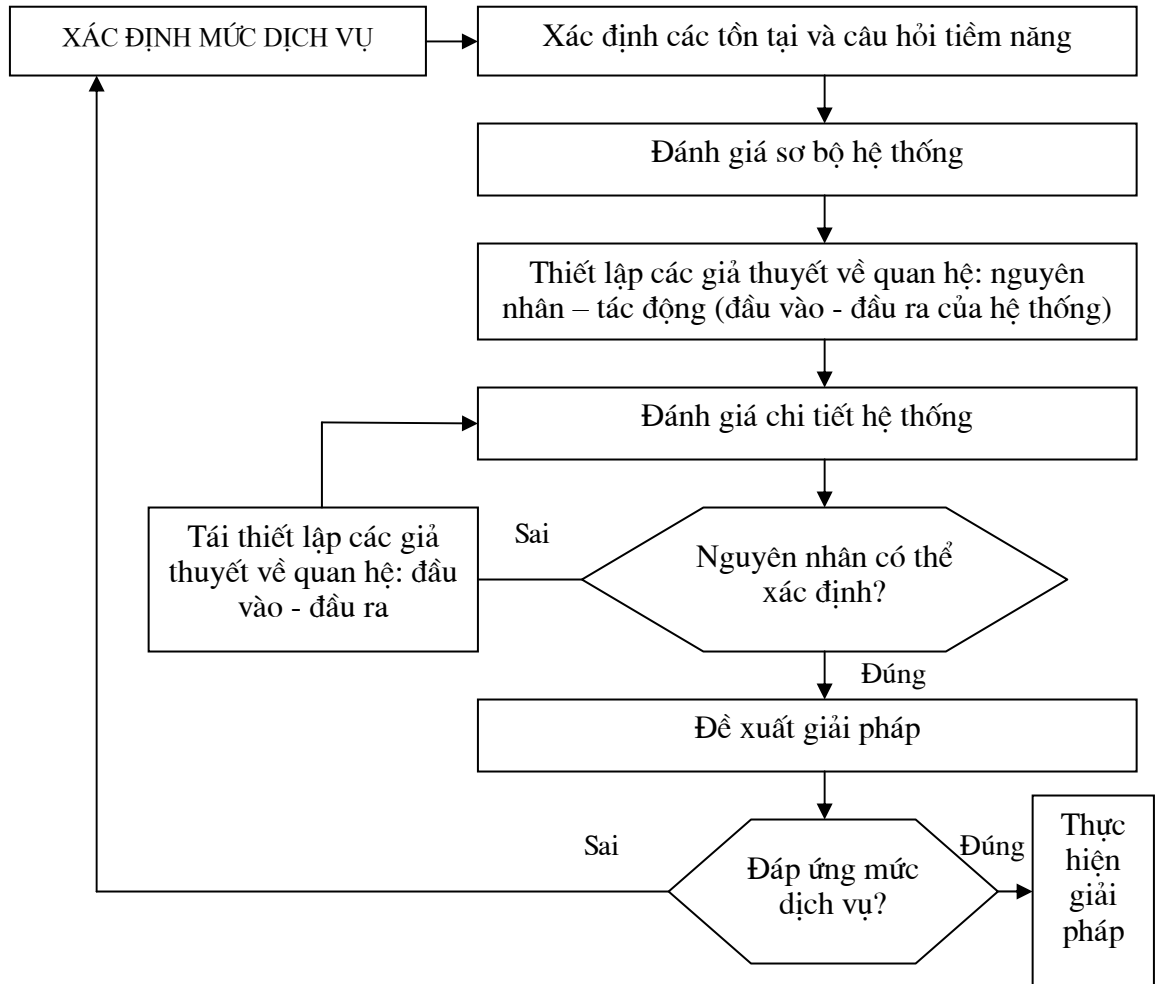 XÁC ĐỊNH MỨC DỊCH VỤ
Xác định các tồn tại và câu hỏi tiềm năng
Đánh giá sơ bộ hệ thống
Thiết lập các giả thuyết về quan hệ: nguyên
nhân – tác động (đầu vào - đầu ra của hệ thống)
Đánh giá chi tiết hệ thống
Tái thiết lập các giả
thuyết về quan hệ: đầu
vào - đầu ra
Sai
Nguyên nhân có thể
xác định?
Đúng
Đề xuất giải pháp
Sai
Đáp ứng mức
dịch vụ?
Đúng
Thực
hiện
giải
pháp